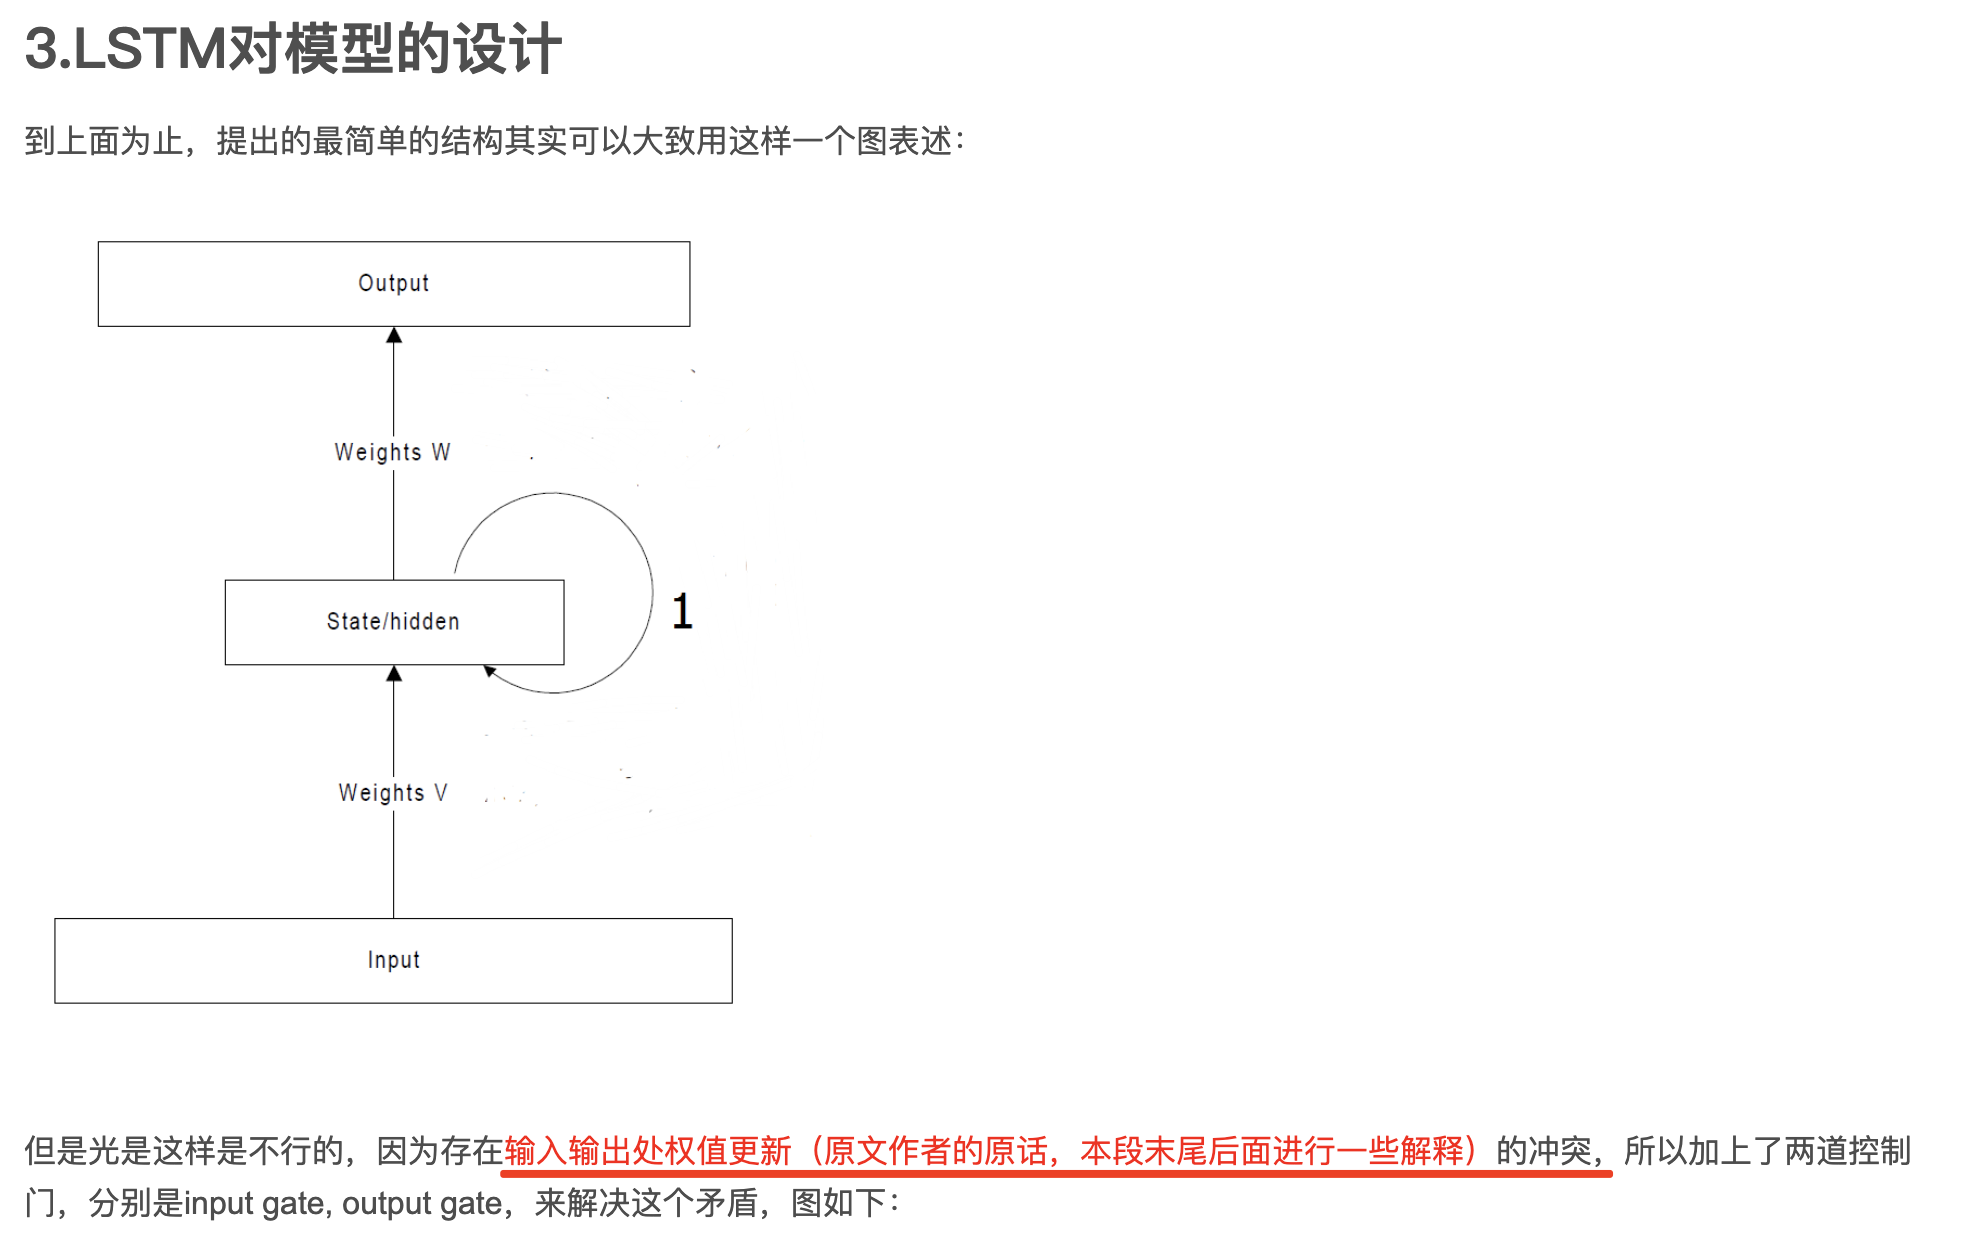 3.LSTM对模型的设计
到上面为止，提出的最简单的结构其实可以大致用这样一个图表述：
Output
Weights W
State/hidden
1
Weights V
Input
但是光是这样是不行的，因为存在输入输出处权值更新（原文作者的原话，本段末尾后面进行一些解释）的冲突，所以加上了两道控制
门，分别是input gate, output gate，来解决这个矛盾，图如下：